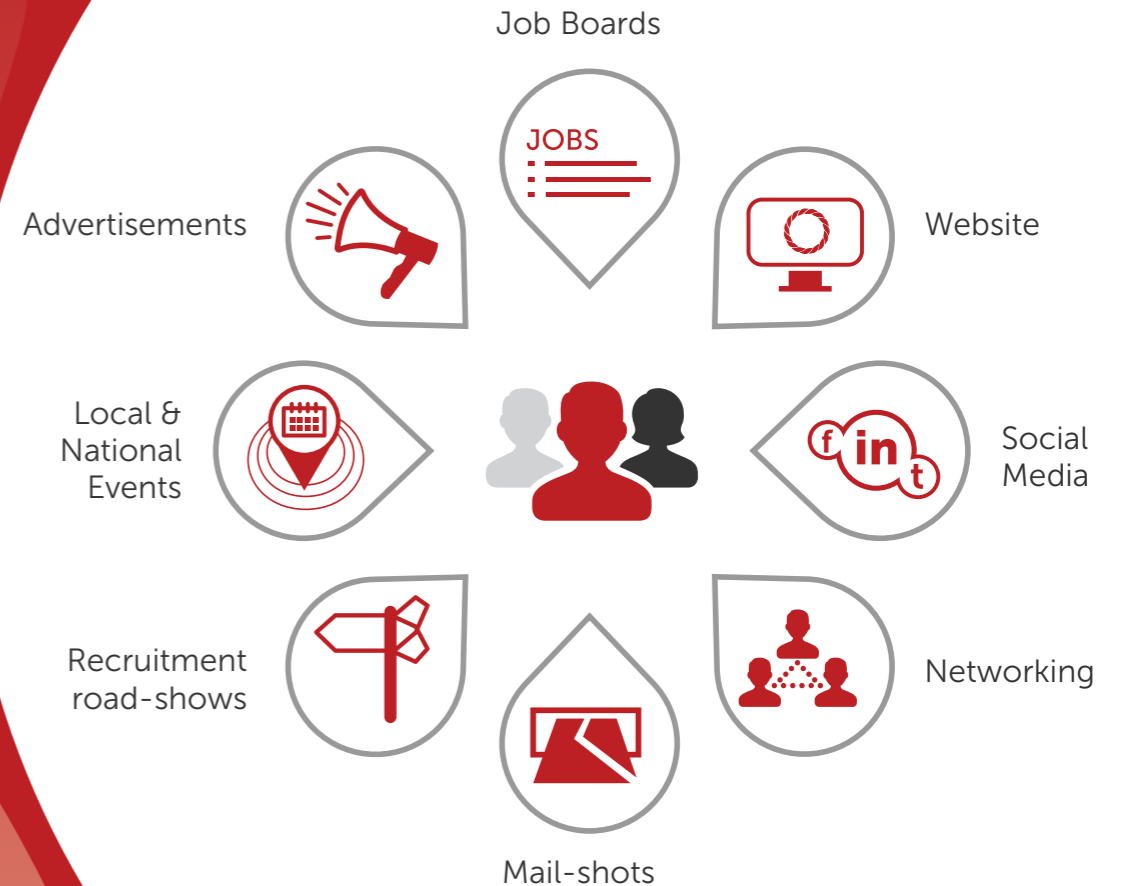 Job Boards
JOBS
Advertisements
Website
Local &
National
Events
f
in
t
Social
Media
Recruitment
road-shows
Networking
Mail-shots